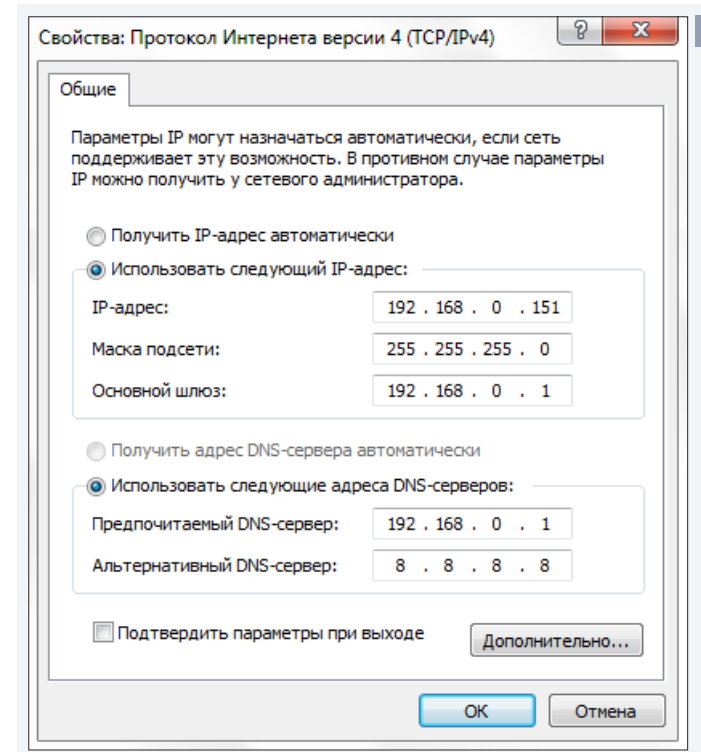 Свойства: Протокол Интернета версии 4 (TCP/IPv4)
Общие
Параметры IP могут назначаться автоматически, если сеть
поддерживает эту возможность. В противном случае параметры
IP можно получить у сетевого администратора.
Получить IP-адрес автоматически
Использовать следующий IP-адрес:
IP-адрес: 192 . 168 . 0 . 151
Маска подсети: 255 . 255 . 255 . 0
Основной шлюз: 192 . 168 . 0 . 1
Получить адрес DNS-сервера автоматически
Использовать следующие адреса DNS-серверов:
Предпочитаемый DNS-сервер: 192 . 168 . 0 . 1
Альтернативный DNS-сервер: 8 . 8 . 8 . 8
Подтвердить параметры при выходе
Дополнительно...
ОК Отмена